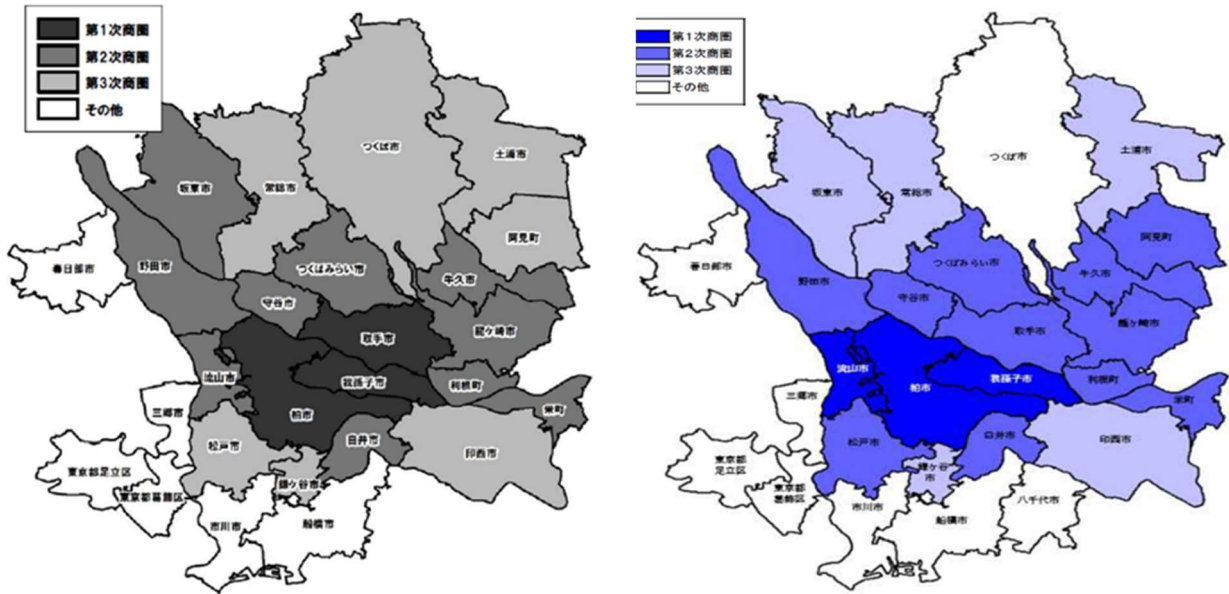 第1次商圏
第2次商圏
第3次商圏
その他
つくば市
土浦市
坂東市
常総市
阿見町
春日部市
野田市
つくばみらい市
牛久市
守谷市
取手市
龍ヶ崎市
流山市
我孫子市
利根町
三郷市
柏市
栄町
松戸市
白井市
印西市
東京都足立区
鎌ケ谷市
東京都葛飾区
市川市
船橋市
第1次商圏
第2次商圏
第3次商圏
その他
つくば市
土浦市
坂東市
常総市
阿見町
春日部市
野田市
つくばみらい市
牛久市
守谷市
取手市
龍ヶ崎市
流山市
柏市
我孫子市
利根町
三郷市
栄町
松戸市
白井市
印西市
東京都
足立区
鎌ケ谷
市
東京都
葛飾区
市川市
八千代市
船橋市